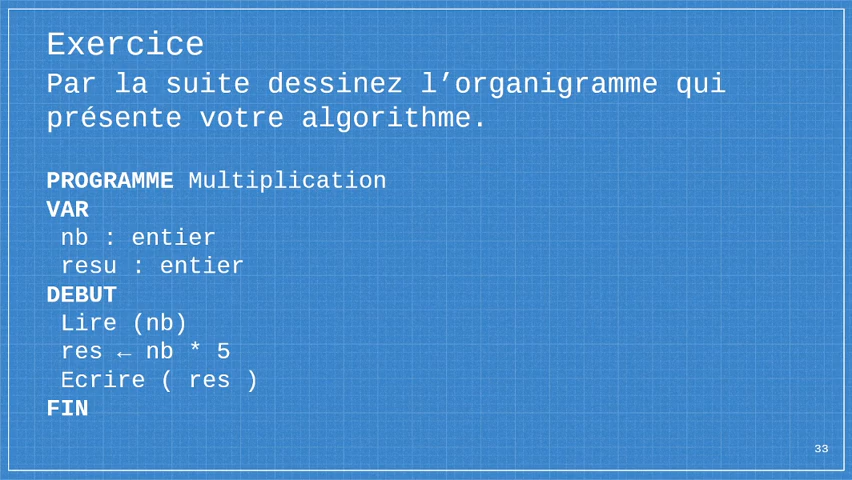 Exercice
Par la suite dessinez l’organigramme qui
présente votre algorithme.
PROGRAMME Multiplication
VAR
nb : entier
resu : entier
DEBUT
Lire (nb)
res ← nb * 5
Ecrire ( res )
FIN
33